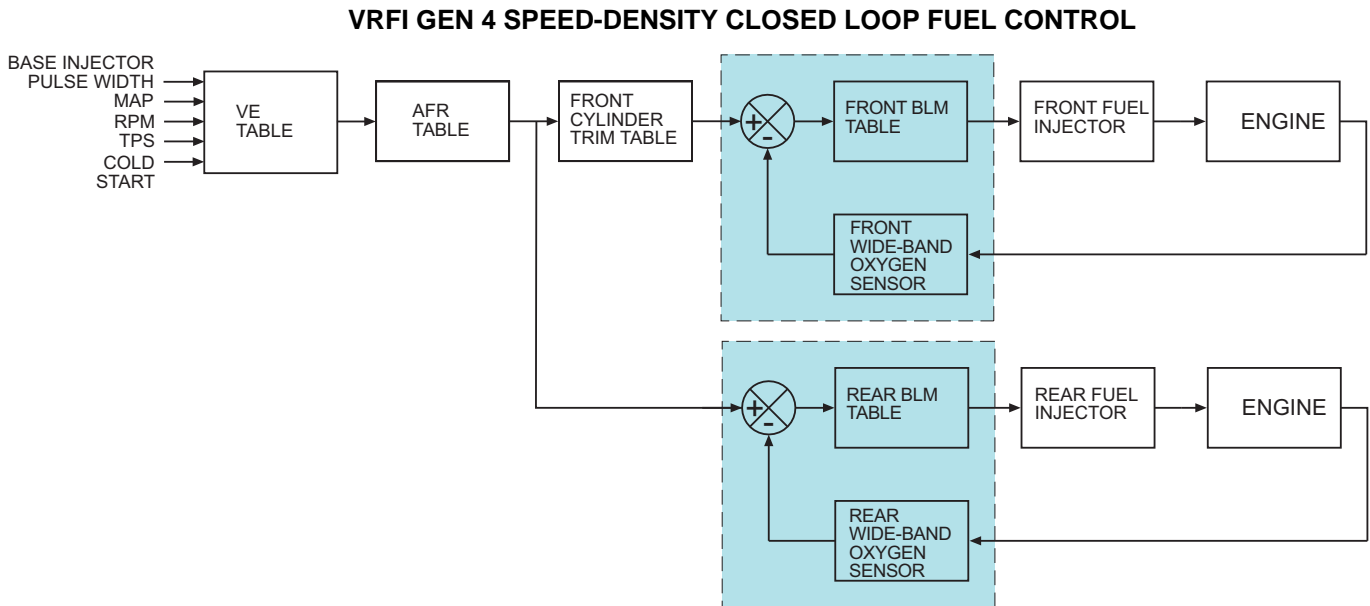 VRFI GEN 4 SPEED-DENSITY CLOSED LOOP FUEL CONTROL
BASE INJECTOR
PULSE WIDTH
MAP
RPM
TPS
COLD
START
VE
TABLE
AFR
TABLE
FRONT
CYLINDER
TRIM TABLE
+
-
FRONT BLM
TABLE
FRONT FUEL
INJECTOR
ENGINE
FRONT
WIDE-BAND
OXYGEN
SENSOR
+
-
REAR BLM
TABLE
REAR FUEL
INJECTOR
ENGINE
REAR
WIDE-BAND
OXYGEN
SENSOR